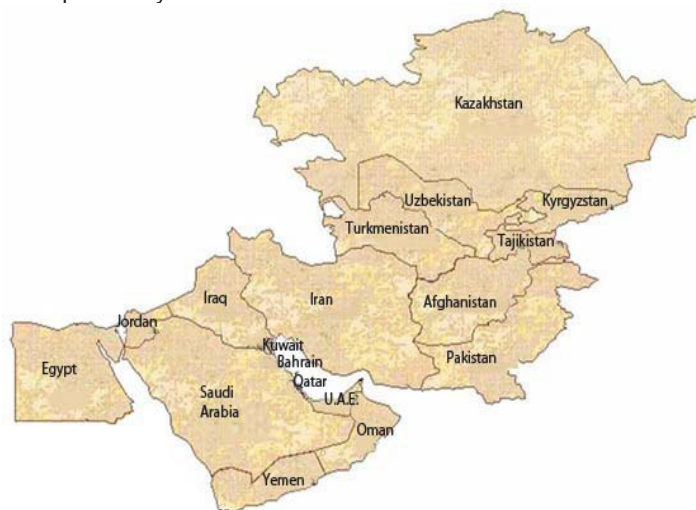 Kazakhstan
Uzbekistan
Kyrgyzstan
Turkmenistan
Tajikistan
Iraq
Iran
Afghanistan
Jordan
Kuwait
Bahrain
Pakistan
Egypt
Qatar
Saudi
Arabia
U.A.E.
Oman
Yemen